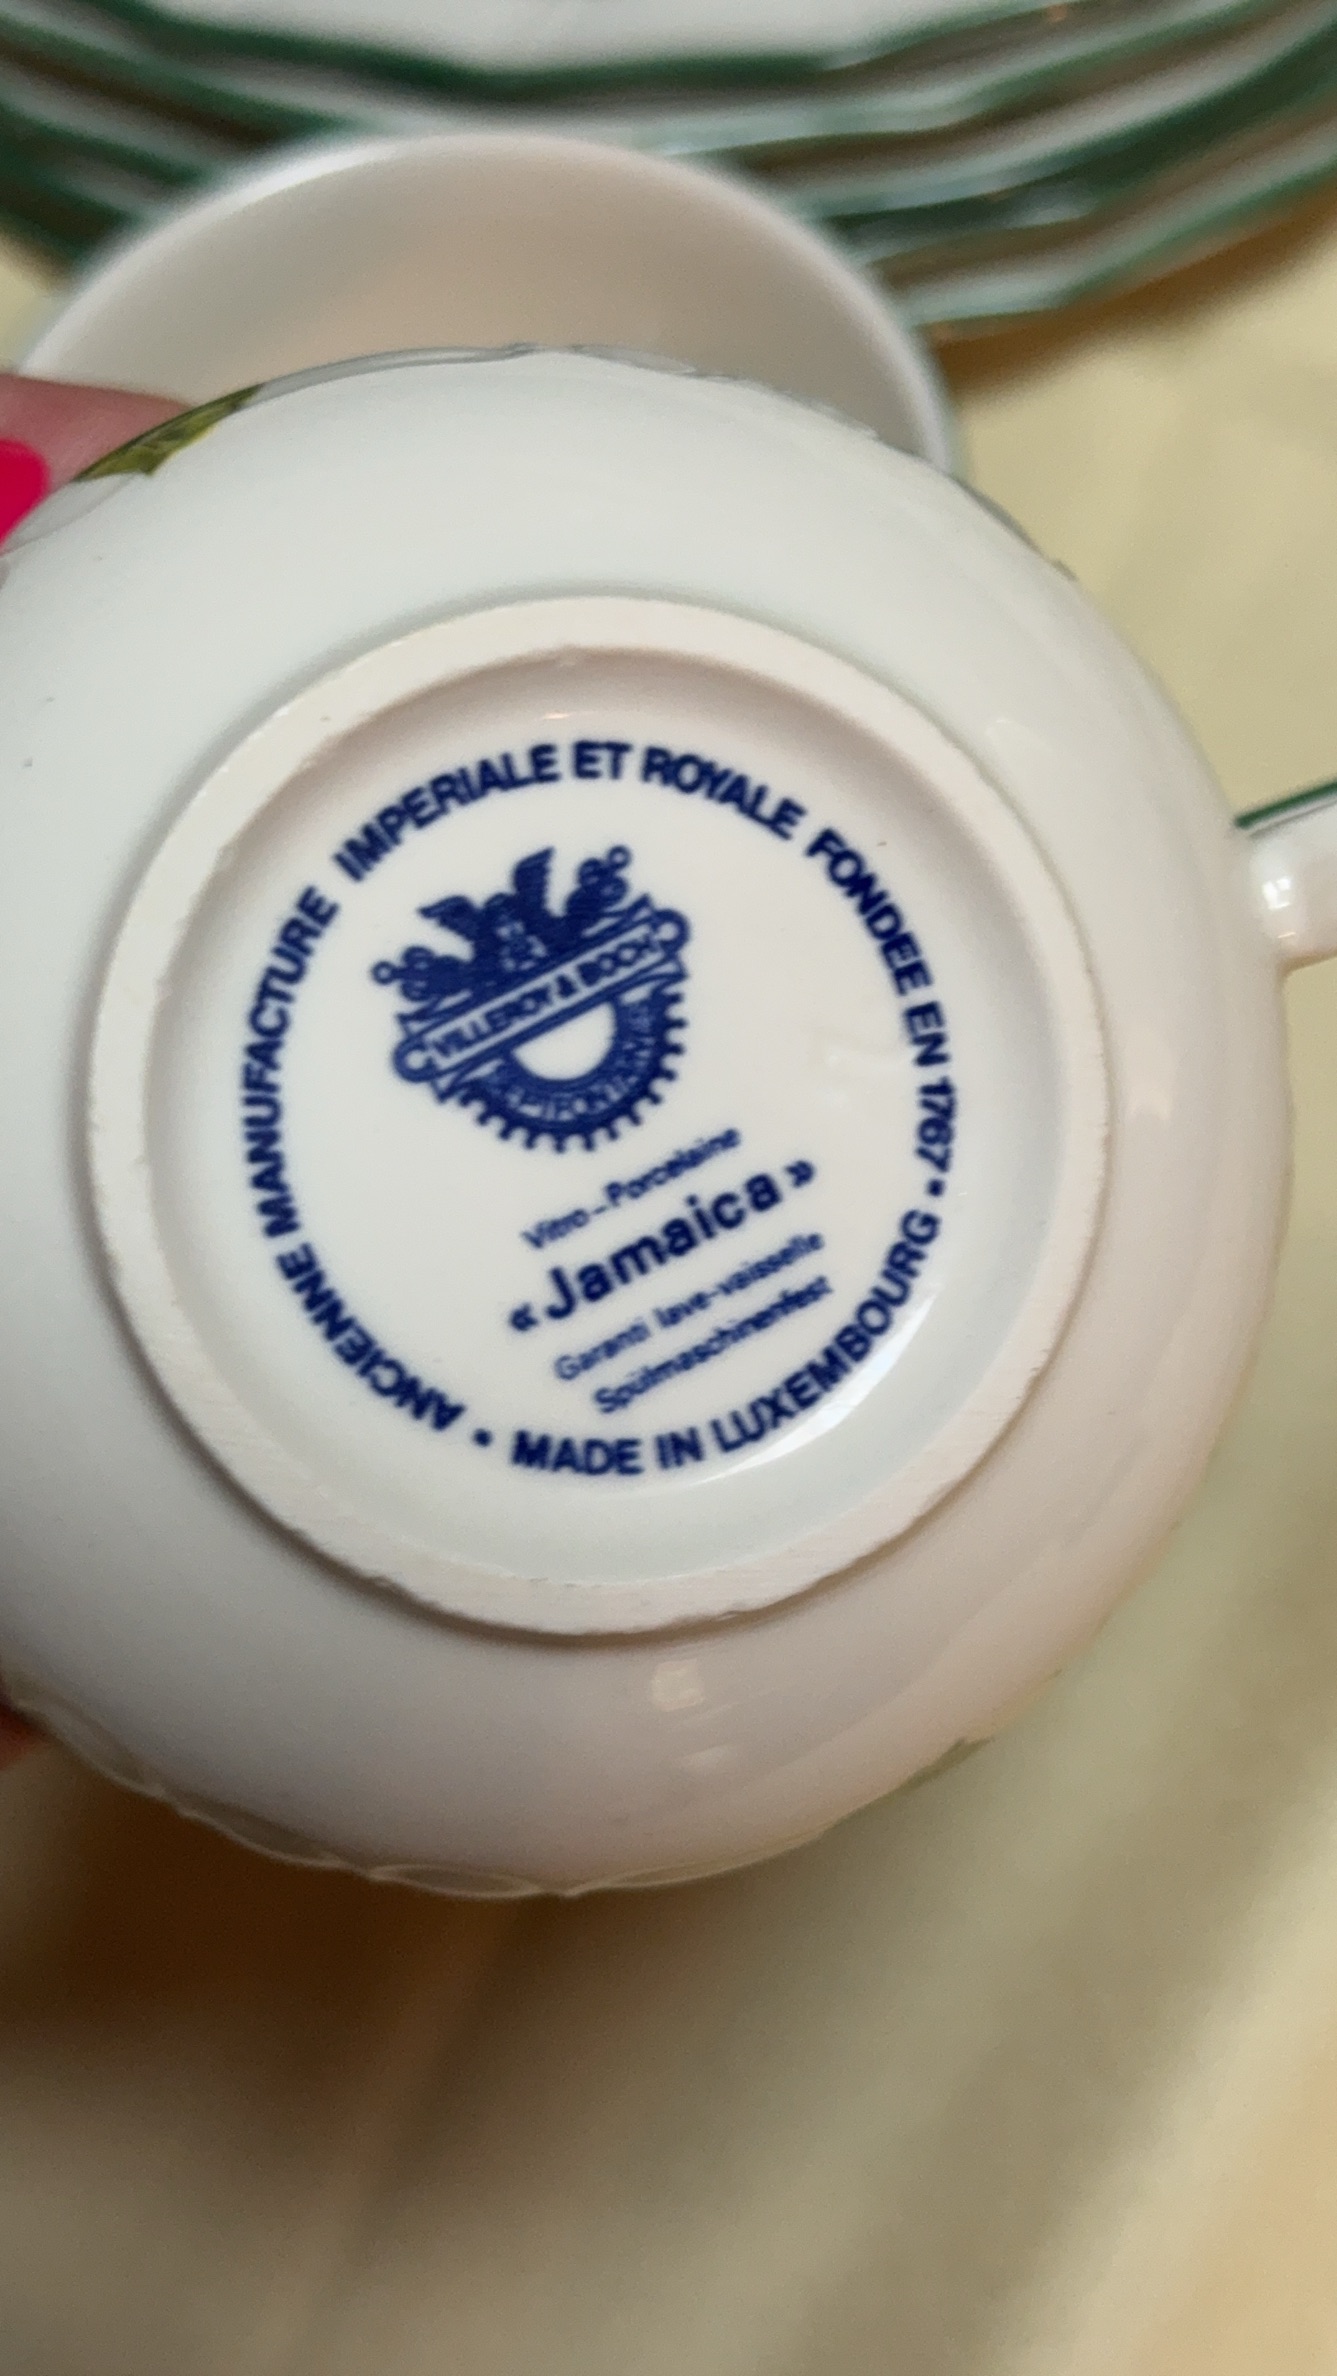 ANCIENNE MANUFACTURE IMPERIALE ET ROYALE FONDEE EN 1767 •
VILLEROY & BOCH
SEPTFONTAINES
Vitro-Porcelaine
«Jamaica»
Garanti lave-vaisselle
Spülmaschinenfest
MADE IN LUXEMBOURG •